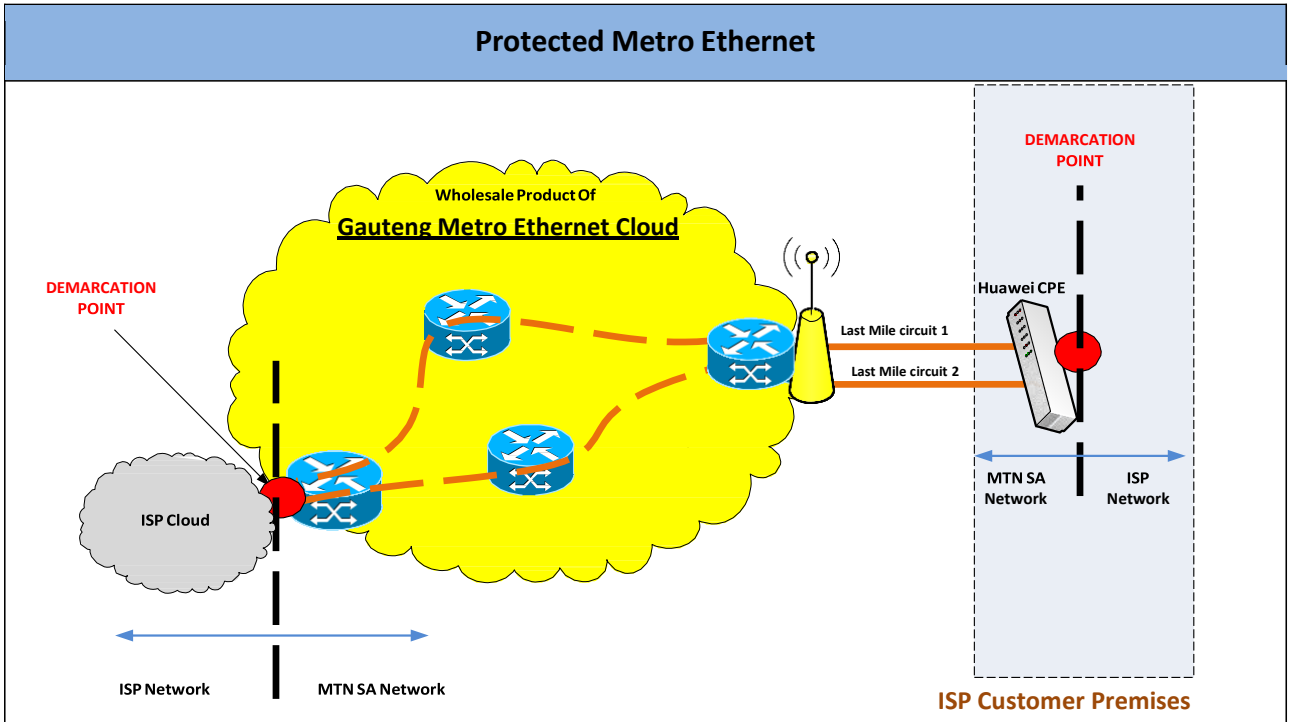 Protected Metro Ethernet
DEMARCATION
POINT
Wholesale Product Of
Gauteng Metro Ethernet Cloud
DEMARCATION
POINT
Huawei CPE
Last Mile circuit 1
Last Mile circuit 2
MTN SA
Network
ISP
Network
ISP Cloud
ISP Network
MTN SA Network
ISP Customer Premises